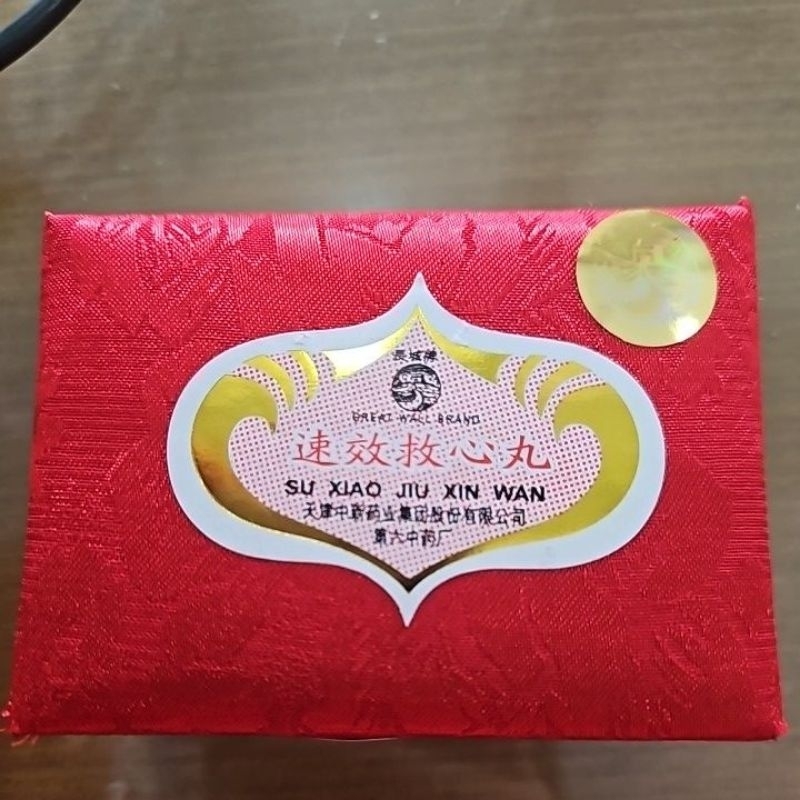 長城牌
GREAT WALL BRAND
速效救心丸
SU XIAO JIU XIN WAN
天津中新药业集团股份有限公司
第六中药厂